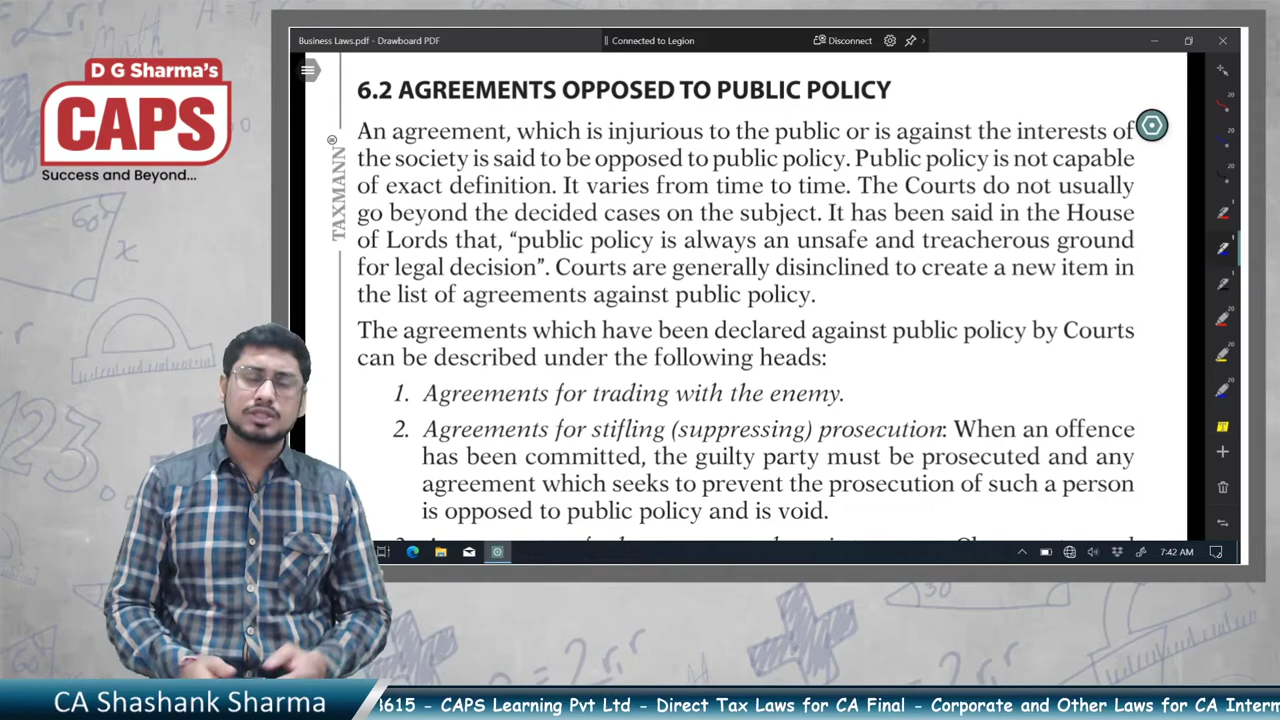 D G Sharma's
CAPS
Success and Beyond...
Business Laws.pdf - Drawboard PDF
Connected to Legion
Disconnect
TAXMANN®
6.2 AGREEMENTS OPPOSED TO PUBLIC POLICY
An agreement, which is injurious to the public or is against the interests of
the society is said to be opposed to public policy. Public policy is not capable
of exact definition. It varies from time to time. The Courts do not usually
go beyond the decided cases on the subject. It has been said in the House
of Lords that, “public policy is always an unsafe and treacherous ground
for legal decision”. Courts are generally disinclined to create a new item in
the list of agreements against public policy.
The agreements which have been declared against public policy by Courts
can be described under the following heads:
1. Agreements for trading with the enemy.
2. Agreements for stifling (suppressing) prosecution: When an offence
has been committed, the guilty party must be prosecuted and any
agreement which seeks to prevent the prosecution of such a person
is opposed to public policy and is void.
7:42 AM
CA Shashank Sharma
3615 - CAPS Learning Pvt Ltd - Direct Tax Laws for CA Final - Corporate and Other Laws for CA Interm